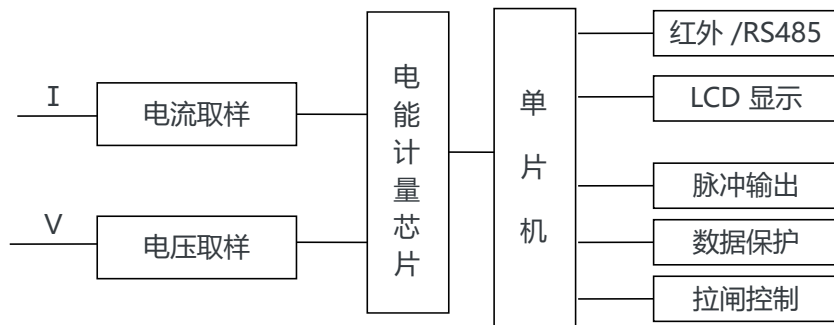 I
电流取样
V
电压取样
电能计量芯片
单片机
红外 /RS485
LCD 显示
脉冲输出
数据保护
拉闸控制